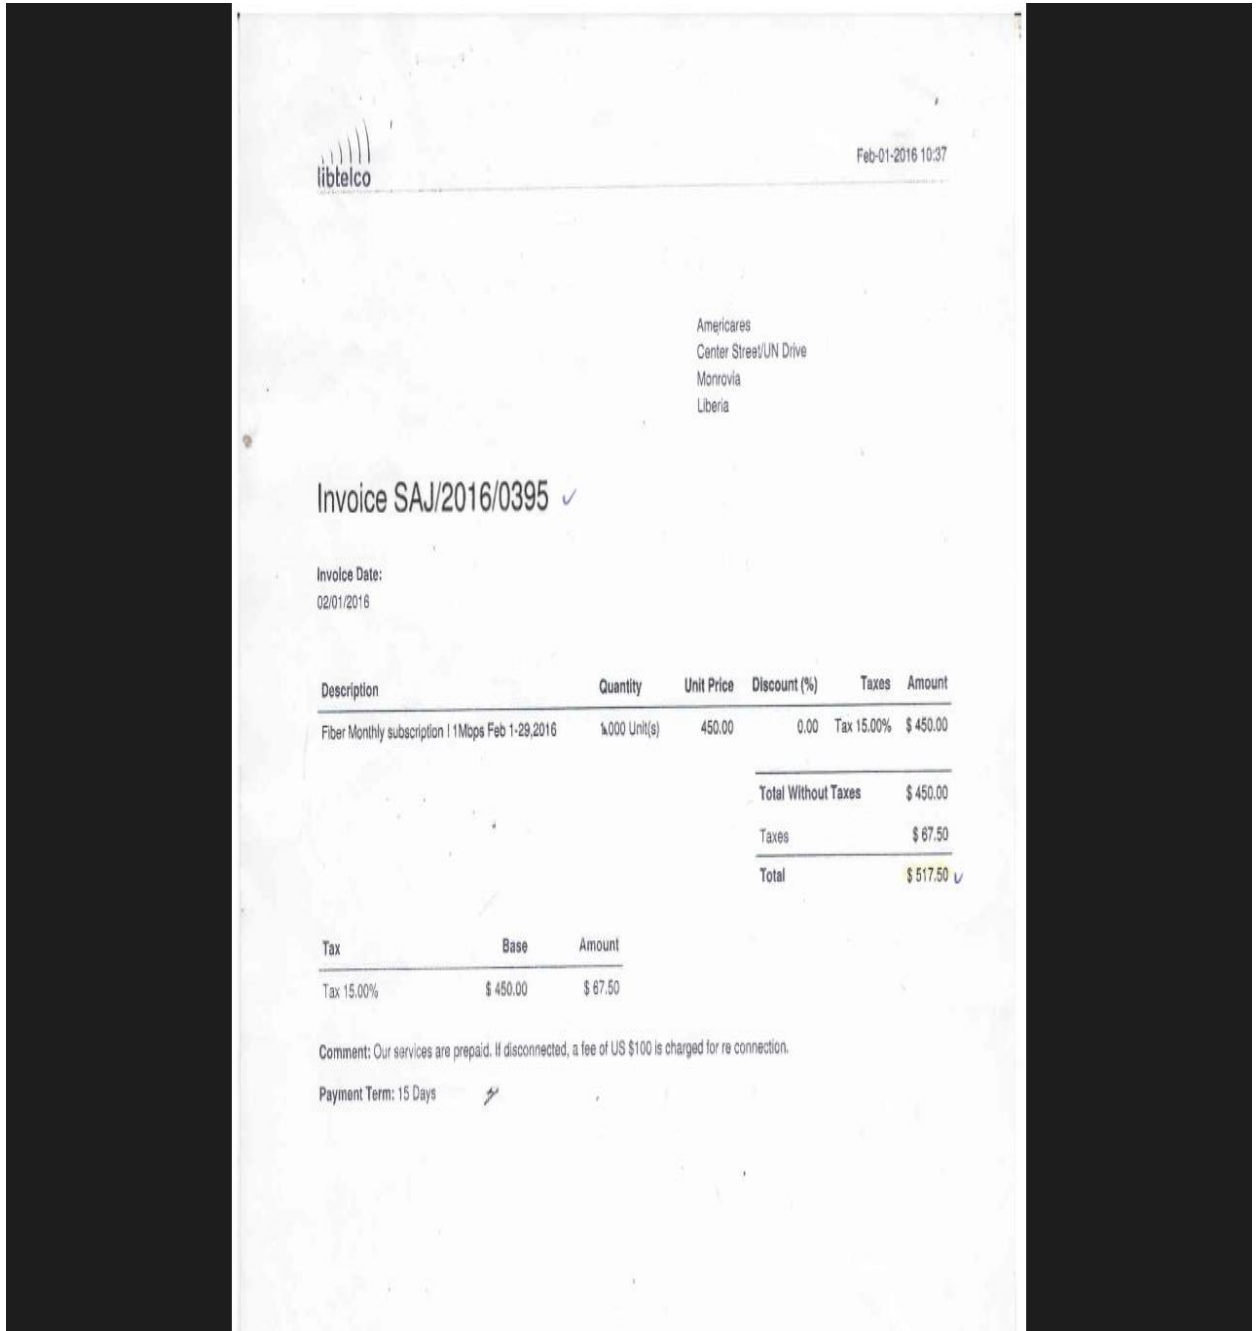 libtelco
Feb-01-2016 10:37
Americares
Center Street/UN Drive
Monrovia
Liberia
Invoice SAJ/2016/0395
Invoice Date:
02/01/2016
Description Quantity Unit Price Discount (%) Taxes Amount
Fiber Monthly subscription | 1Mbps Feb 1-29,2016 1.000 Unit(s) 450.00 0.00 Tax 15.00% $ 450.00
Total Without Taxes $ 450.00
Taxes $ 67.50
Total $ 517.50
Tax Base Amount
Tax 15.00% $ 450.00 $ 67.50
Comment: Our services are prepaid. If disconnected, a fee of US $100 is charged for re connection.
Payment Term: 15 Days